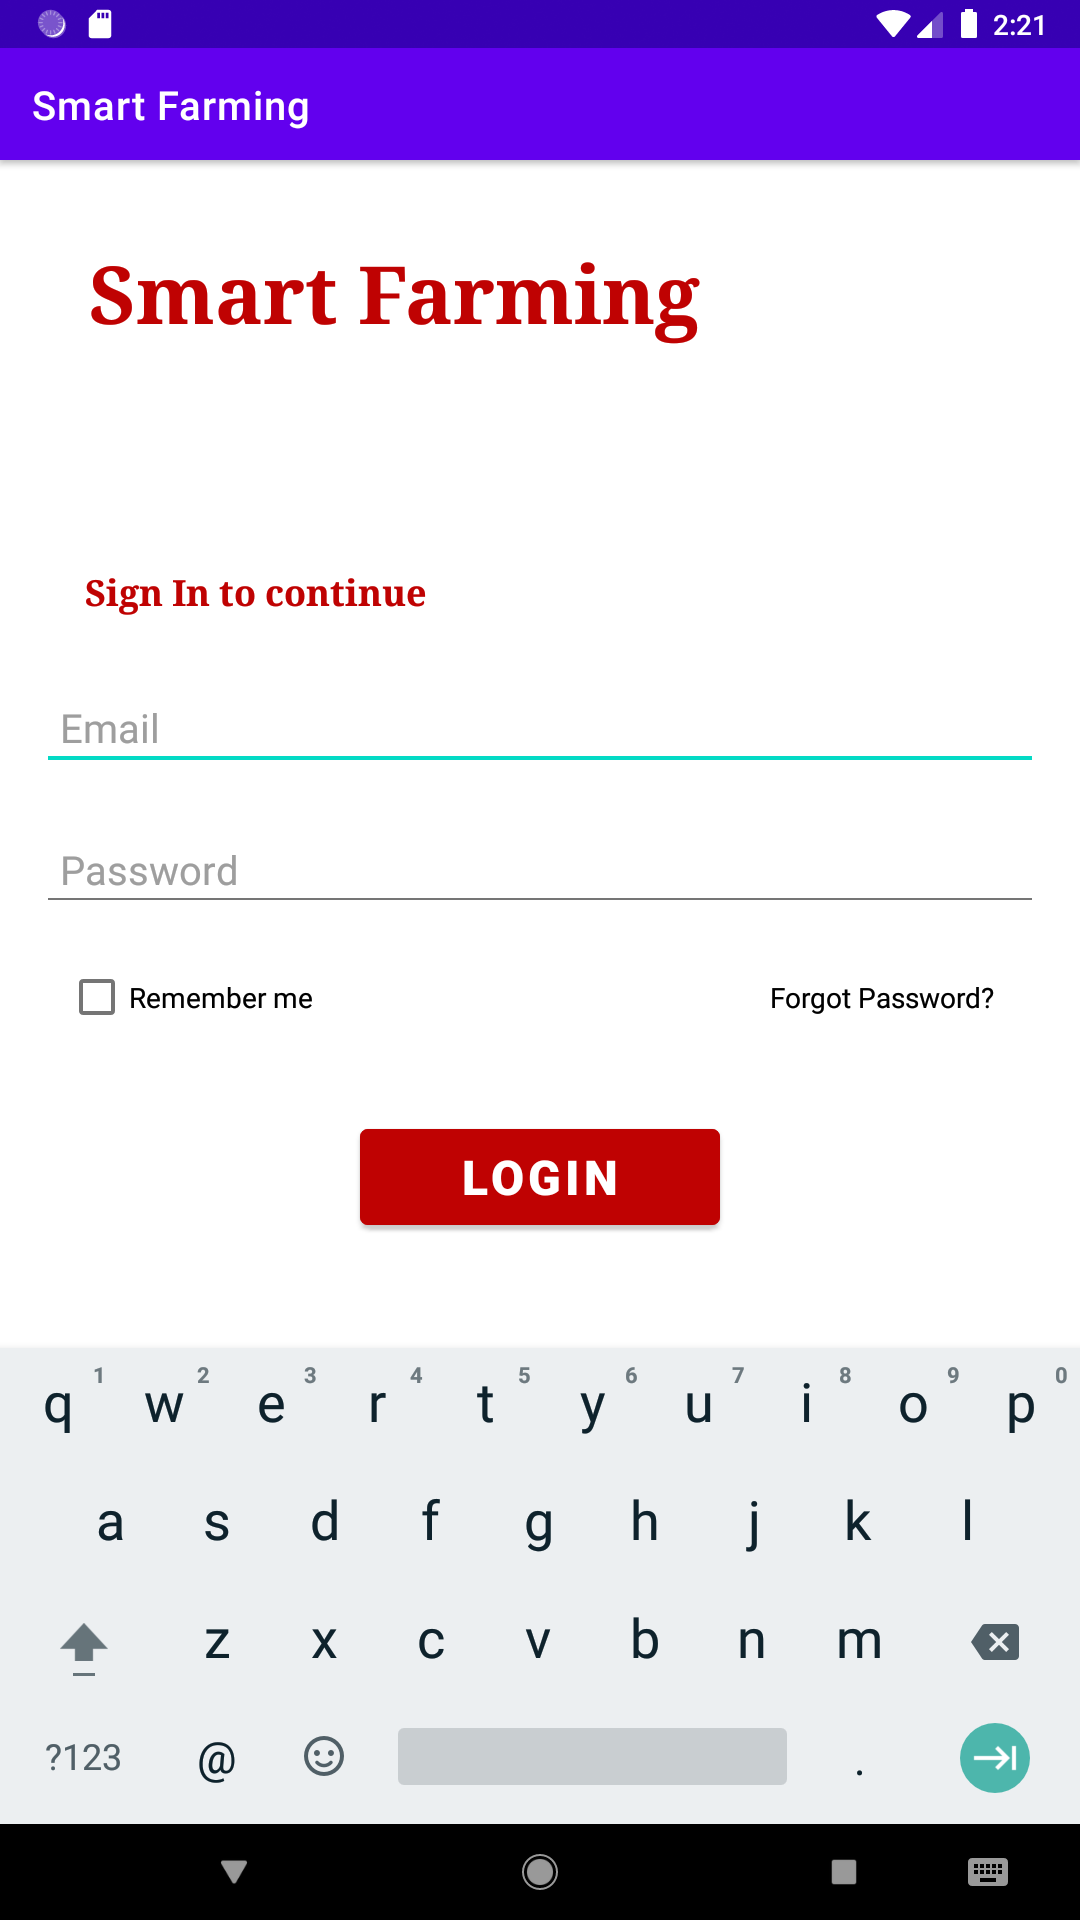 2:21
Smart Farming
Smart Farming
Sign In to continue
Email
Password
Remember me Forgot Password?
LOGIN
1 2 3 4 5 6 7 8 9 0
q w e r t y u i o p
a s d f g h j k l
z x c v b n m
?123 @ .